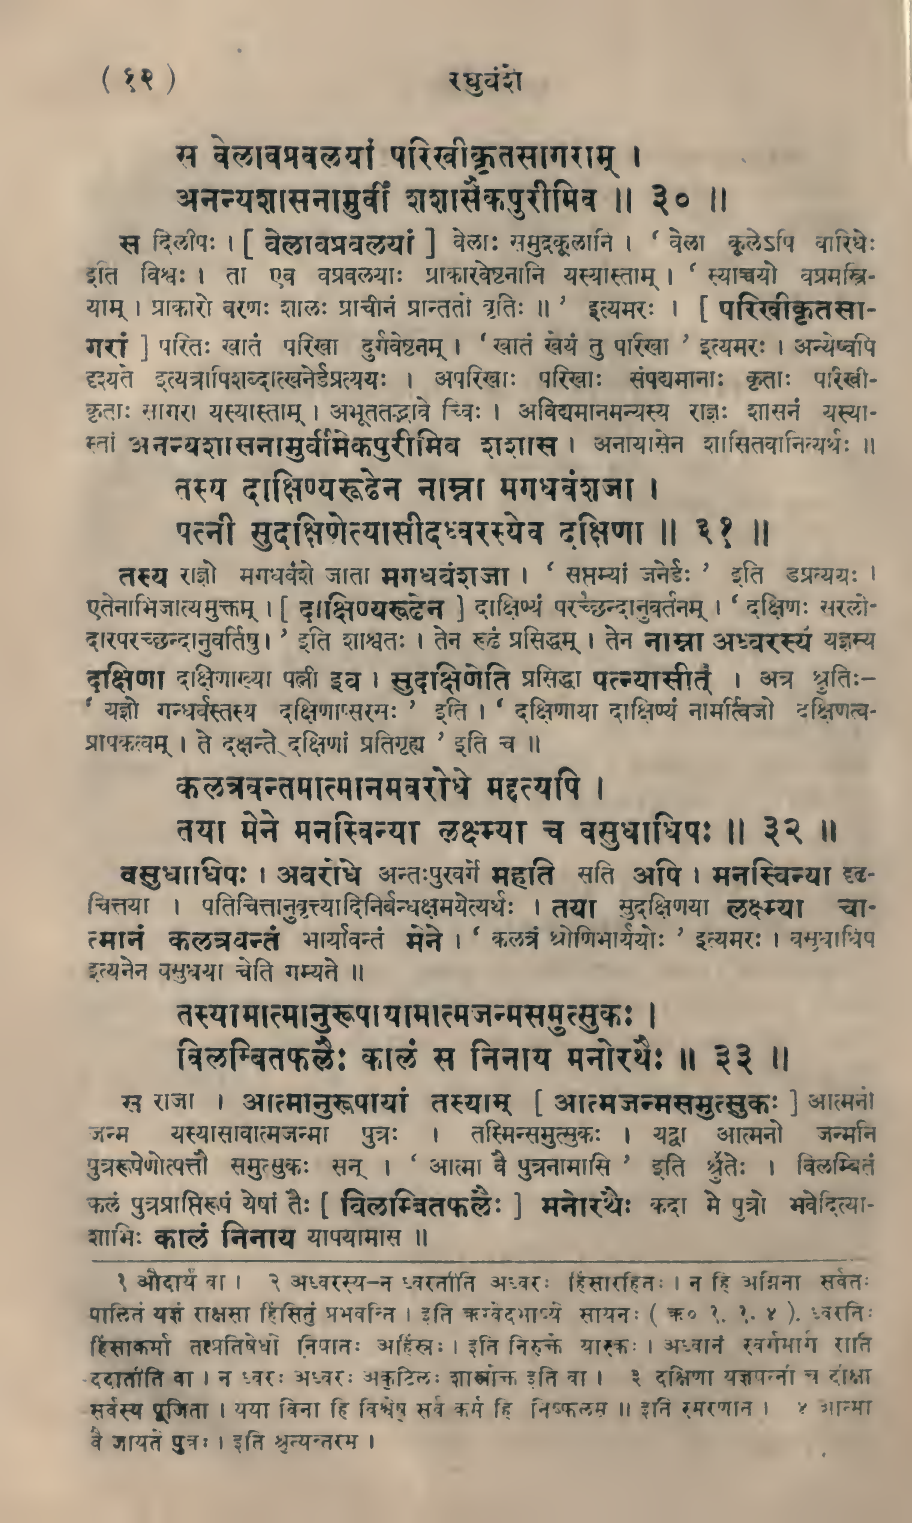 ( १२ ) रघुवंशे
स वेलावप्रवलयां परिखीकृतसागराम् ।
अनन्यशासनामुर्वीं शशासैकपुरीमिव ॥ ३० ॥
स दिलीपः । [ वेलावप्रवलयां ] वेलाः समुद्रकूलानि । ‘ वेला कूलेऽपि वारिधेः
इति विश्वः । ता एव वप्रवलयाः प्राकारवेष्टनानि यस्यास्ताम् । ‘ स्याच्चयो वप्रमस्त्रि-
याम् । प्राकारो वरणः शालः प्राचीनं प्रान्ततो वृतिः ॥ ’ इत्यमरः । [ परिखीकृतसा-
गरां ] परितः खातं परिखा दुर्गवेष्टनम् । ‘ खातं खेयं तु परिखा ’ इत्यमरः । अन्येष्वपि
दृश्यते इत्यत्रापिशब्दात्खनेर्डप्रत्ययः । अपरिखाः परिखाः संपद्यमानाः कृताः परिखी-
कृताः सागरा यस्यास्ताम् । अभूततद्भावे च्विः । अविद्यमानमन्यस्य राज्ञः शासनं यस्या-
स्तां अनन्यशासनामुर्वीमेकपुरीमिव शशास । अनायासेन शासितवानित्यर्थः ॥
तस्य दाक्षिण्यरूढेन नाम्ना मगधवंशजा ।
पत्नी सुदक्षिणेत्यासीदध्वरस्येव दक्षिणा ॥ ३१ ॥
तस्य राज्ञो मगधवंशे जाता मगधवंशजा । ‘ सप्तम्यां जनेर्डः ’ इति डप्रत्ययः ।
एतेनाभिजात्यमुक्तम् । [ दाक्षिण्यरूढेन ] दाक्षिण्यं परच्छन्दानुवर्तनम् । ‘ दक्षिणः सरलो-
दारपरच्छन्दानुवर्तिषु । ’ इति शाश्वतः । तेन रूढं प्रसिद्धम् । तेन नाम्ना अध्वरस्य यज्ञस्य
दक्षिणा दक्षिणाख्या पत्नी इव । सुदक्षिणेति प्रसिद्धा पत्न्यासीत् । अत्र श्रुतिः–
‘ यज्ञो गन्धर्वस्तस्य दक्षिणाप्सरसः ’ इति । ‘ दक्षिणाया दाक्षिण्यं नामर्त्विजो दक्षिणत्व-
प्रापकत्वम् । ते दक्षन्ते दक्षिणां प्रतिगृह्य ’ इति च ॥
कलत्रवन्तमात्मानमवरोधे महत्यपि ।
तया मेने मनस्विन्या लक्ष्म्या च वसुधाधिपः ॥ ३२ ॥
वसुधाधिपः । अवरोधे अन्तःपुरवर्गे महति सति अपि । मनस्विन्या दृढ-
चित्तया । पतिचित्तानुवृत्त्यादिनिर्बन्धक्षमयेत्यर्थः । तया सुदक्षिणया लक्ष्म्या चा-
त्मानं कलत्रवन्तं भार्यावन्तं मेने । ‘ कलत्रं श्रोणिभार्ययोः ’ इत्यमरः । वसुधाधिप
इत्यनेन वसुधया चेति गम्यते ॥
तस्यामात्मानुरूपायामात्मजन्मसमुत्सुकः ।
विलम्बितफलैः कालं स निनाय मनोरथैः ॥ ३३ ॥
स राजा । आत्मानुरूपायां तस्याम् [ आत्मजन्मसमुत्सुकः ] आत्मनो
जन्म यस्यासावात्मजन्मा पुत्रः । तस्मिन्समुत्सुकः । यद्वा आत्मनो जन्मनि
पुत्ररूपेणोत्पत्तौ समुत्सुकः सन् । ‘ आत्मा वै पुत्रनामासि ’ इति श्रुतेः । विलम्बितं
फलं पुत्रप्राप्तिरूपं येषां तैः [ विलम्बितफलैः ] मनोरथैः कदा मे पुत्रो भवेदित्या-
शाभिः कालं निनाय यापयामास ॥
१ औदार्यं वा । २ अध्वरस्य–न ध्वरतीति अध्वरः हिंसारहितः । न हि अग्निना सर्वतः
पालितं यज्ञं राक्षसा हिंसितुं प्रभवन्ति । इति ऋग्वेदभाष्ये सायनः ( ऋ० १. १. ४ ). ध्वरतिः
हिंसाकर्मा तत्प्रतिषेधो निपातः अहिंस्रः । इति निरुक्ते यास्कः । अध्वानं स्वर्गमार्गं राति
ददातीति वा । न ध्वरः अध्वरः अकुटिलः शास्त्रोक्त इति वा । ३ दक्षिणा यज्ञपत्नी च दीक्षा
सर्वस्य पूजिता । यया विना हि विश्वेषु सर्वं कर्म हि निष्फलम् ॥ इति स्मरणात् । ४ आत्मा
वै जायते पुत्रः । इति श्रुत्यन्तरम् ।